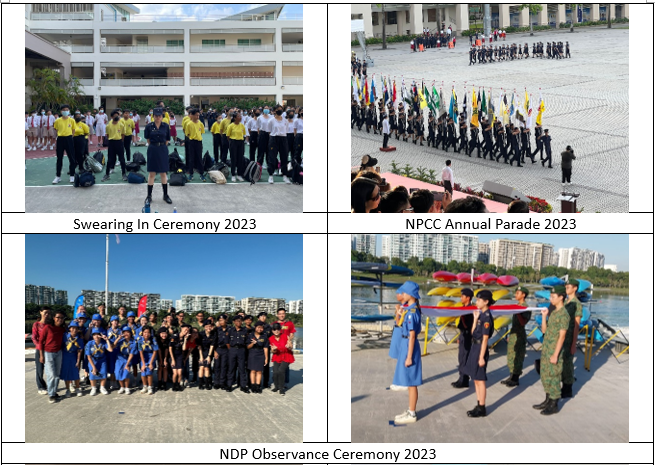 Swearing In Ceremony 2023
NPCC Annual Parade 2023
NDP Observance Ceremony 2023